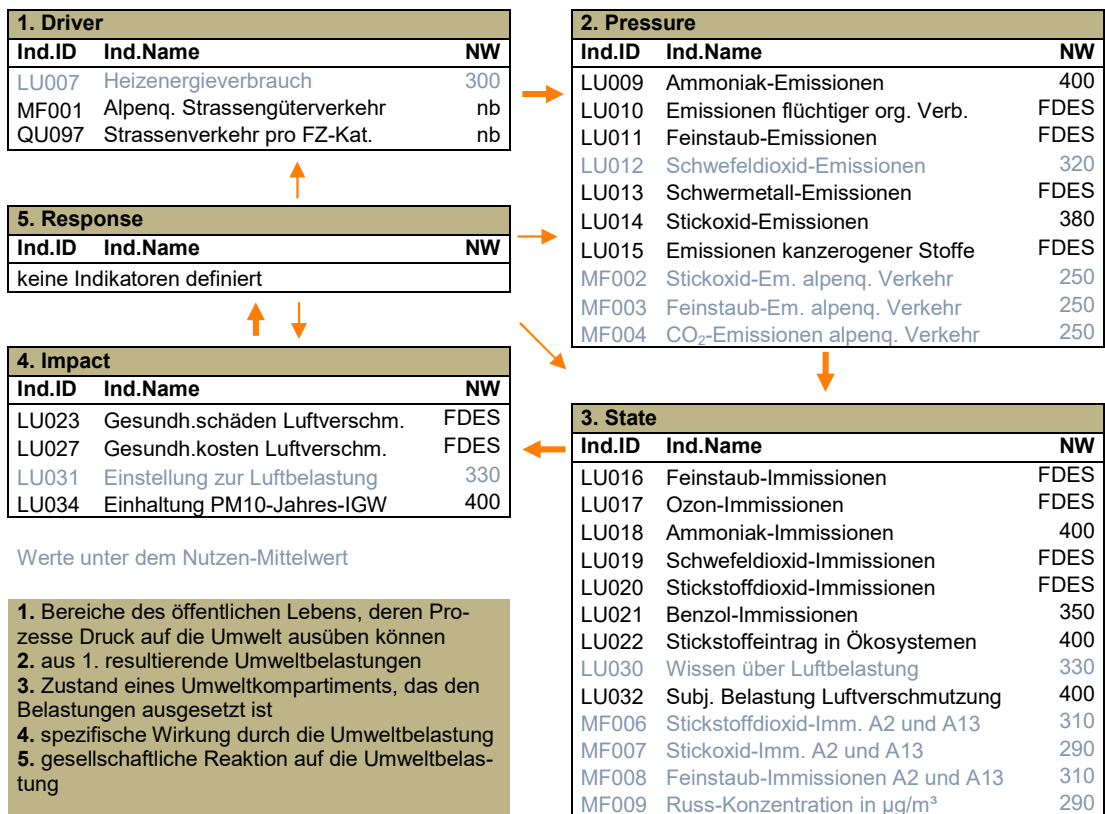 1. Driver
Ind.ID Ind.Name NW
LU007 Heizenergieverbrauch 300
MF001 Alpenq. Strassengüterverkehr nb
QU097 Strassenverkehr pro FZ-Kat. nb
2. Pressure
Ind.ID Ind.Name NW
LU009 Ammoniak-Emissionen 400
LU010 Emissionen flüchtiger org. Verb. FDES
LU011 Feinstaub-Emissionen FDES
LU012 Schwefeldioxid-Emissionen 320
LU013 Schwermetall-Emissionen FDES
LU014 Stickoxid-Emissionen 380
LU015 Emissionen kanzerogener Stoffe FDES
MF002 Stickoxid-Em. alpenq. Verkehr 250
MF003 Feinstaub-Em. alpenq. Verkehr 250
MF004 CO₂-Emissionen alpenq. Verkehr 250
5. Response
Ind.ID Ind.Name NW
keine Indikatoren definiert
4. Impact
Ind.ID Ind.Name NW
LU023 Gesundh.schäden Luftverschm. FDES
LU027 Gesundh.kosten Luftverschm. FDES
LU031 Einstellung zur Luftbelastung 330
LU034 Einhaltung PM10-Jahres-IGW 400
3. State
Ind.ID Ind.Name NW
LU016 Feinstaub-Immissionen FDES
LU017 Ozon-Immissionen FDES
LU018 Ammoniak-Immissionen 400
LU019 Schwefeldioxid-Immissionen FDES
LU020 Stickstoffdioxid-Immissionen FDES
LU021 Benzol-Immissionen 350
LU022 Stickstoffeintrag in Ökosystemen 400
LU030 Wissen über Luftbelastung 330
LU032 Subj. Belastung Luftverschmutzung 400
MF006 Stickstoffdioxid-Imm. A2 und A13 310
MF007 Stickoxid-Imm. A2 und A13 290
MF008 Feinstaub-Immissionen A2 und A13 310
MF009 Russ-Konzentration in µg/m³ 290
Werte unter dem Nutzen-Mittelwert
1. Bereiche des öffentlichen Lebens, deren Pro-
zesse Druck auf die Umwelt ausüben können
2. aus 1. resultierende Umweltbelastungen
3. Zustand eines Umweltkompartiments, das den
Belastungen ausgesetzt ist
4. spezifische Wirkung durch die Umweltbelastung
5. gesellschaftliche Reaktion auf die Umweltbelas-
tung